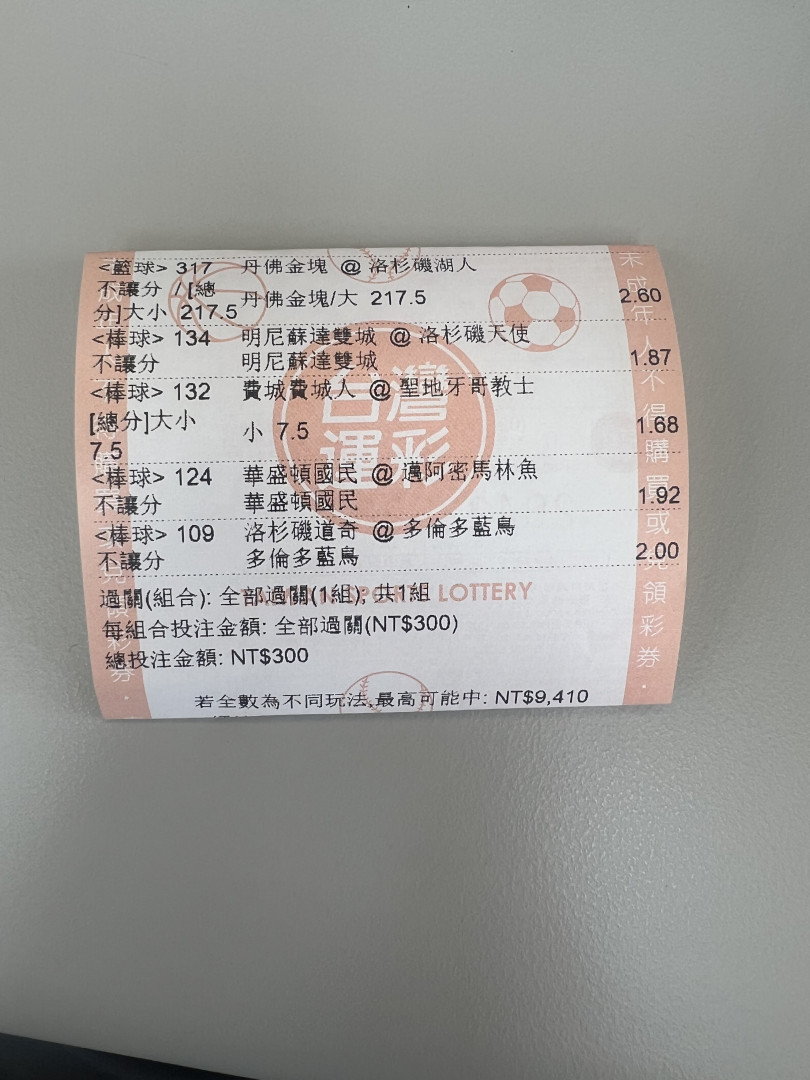 <籃球> 317 丹佛金塊 @ 洛杉磯湖人
不讓分 / [總
分]大小 217.5 丹佛金塊/大 217.5 2.60
<棒球> 134 明尼蘇達雙城 @ 洛杉磯天使
不讓分 明尼蘇達雙城 1.87
<棒球> 132 費城費城人 @ 聖地牙哥教士
[總分]大小 小 7.5 1.68
7.5
<棒球> 124 華盛頓國民 @ 邁阿密馬林魚
不讓分 華盛頓國民 1.92
<棒球> 109 洛杉磯道奇 @ 多倫多藍鳥
不讓分 多倫多藍鳥 2.00
過關(組合): 全部過關(1組); 共1組
每組合投注金額: 全部過關(NT$300)
總投注金額: NT$300
若全數為不同玩法,最高可能中: NT$9,410
台灣
運彩
SPORTS LOTTERY
未成年人不得購買或兌領彩券.